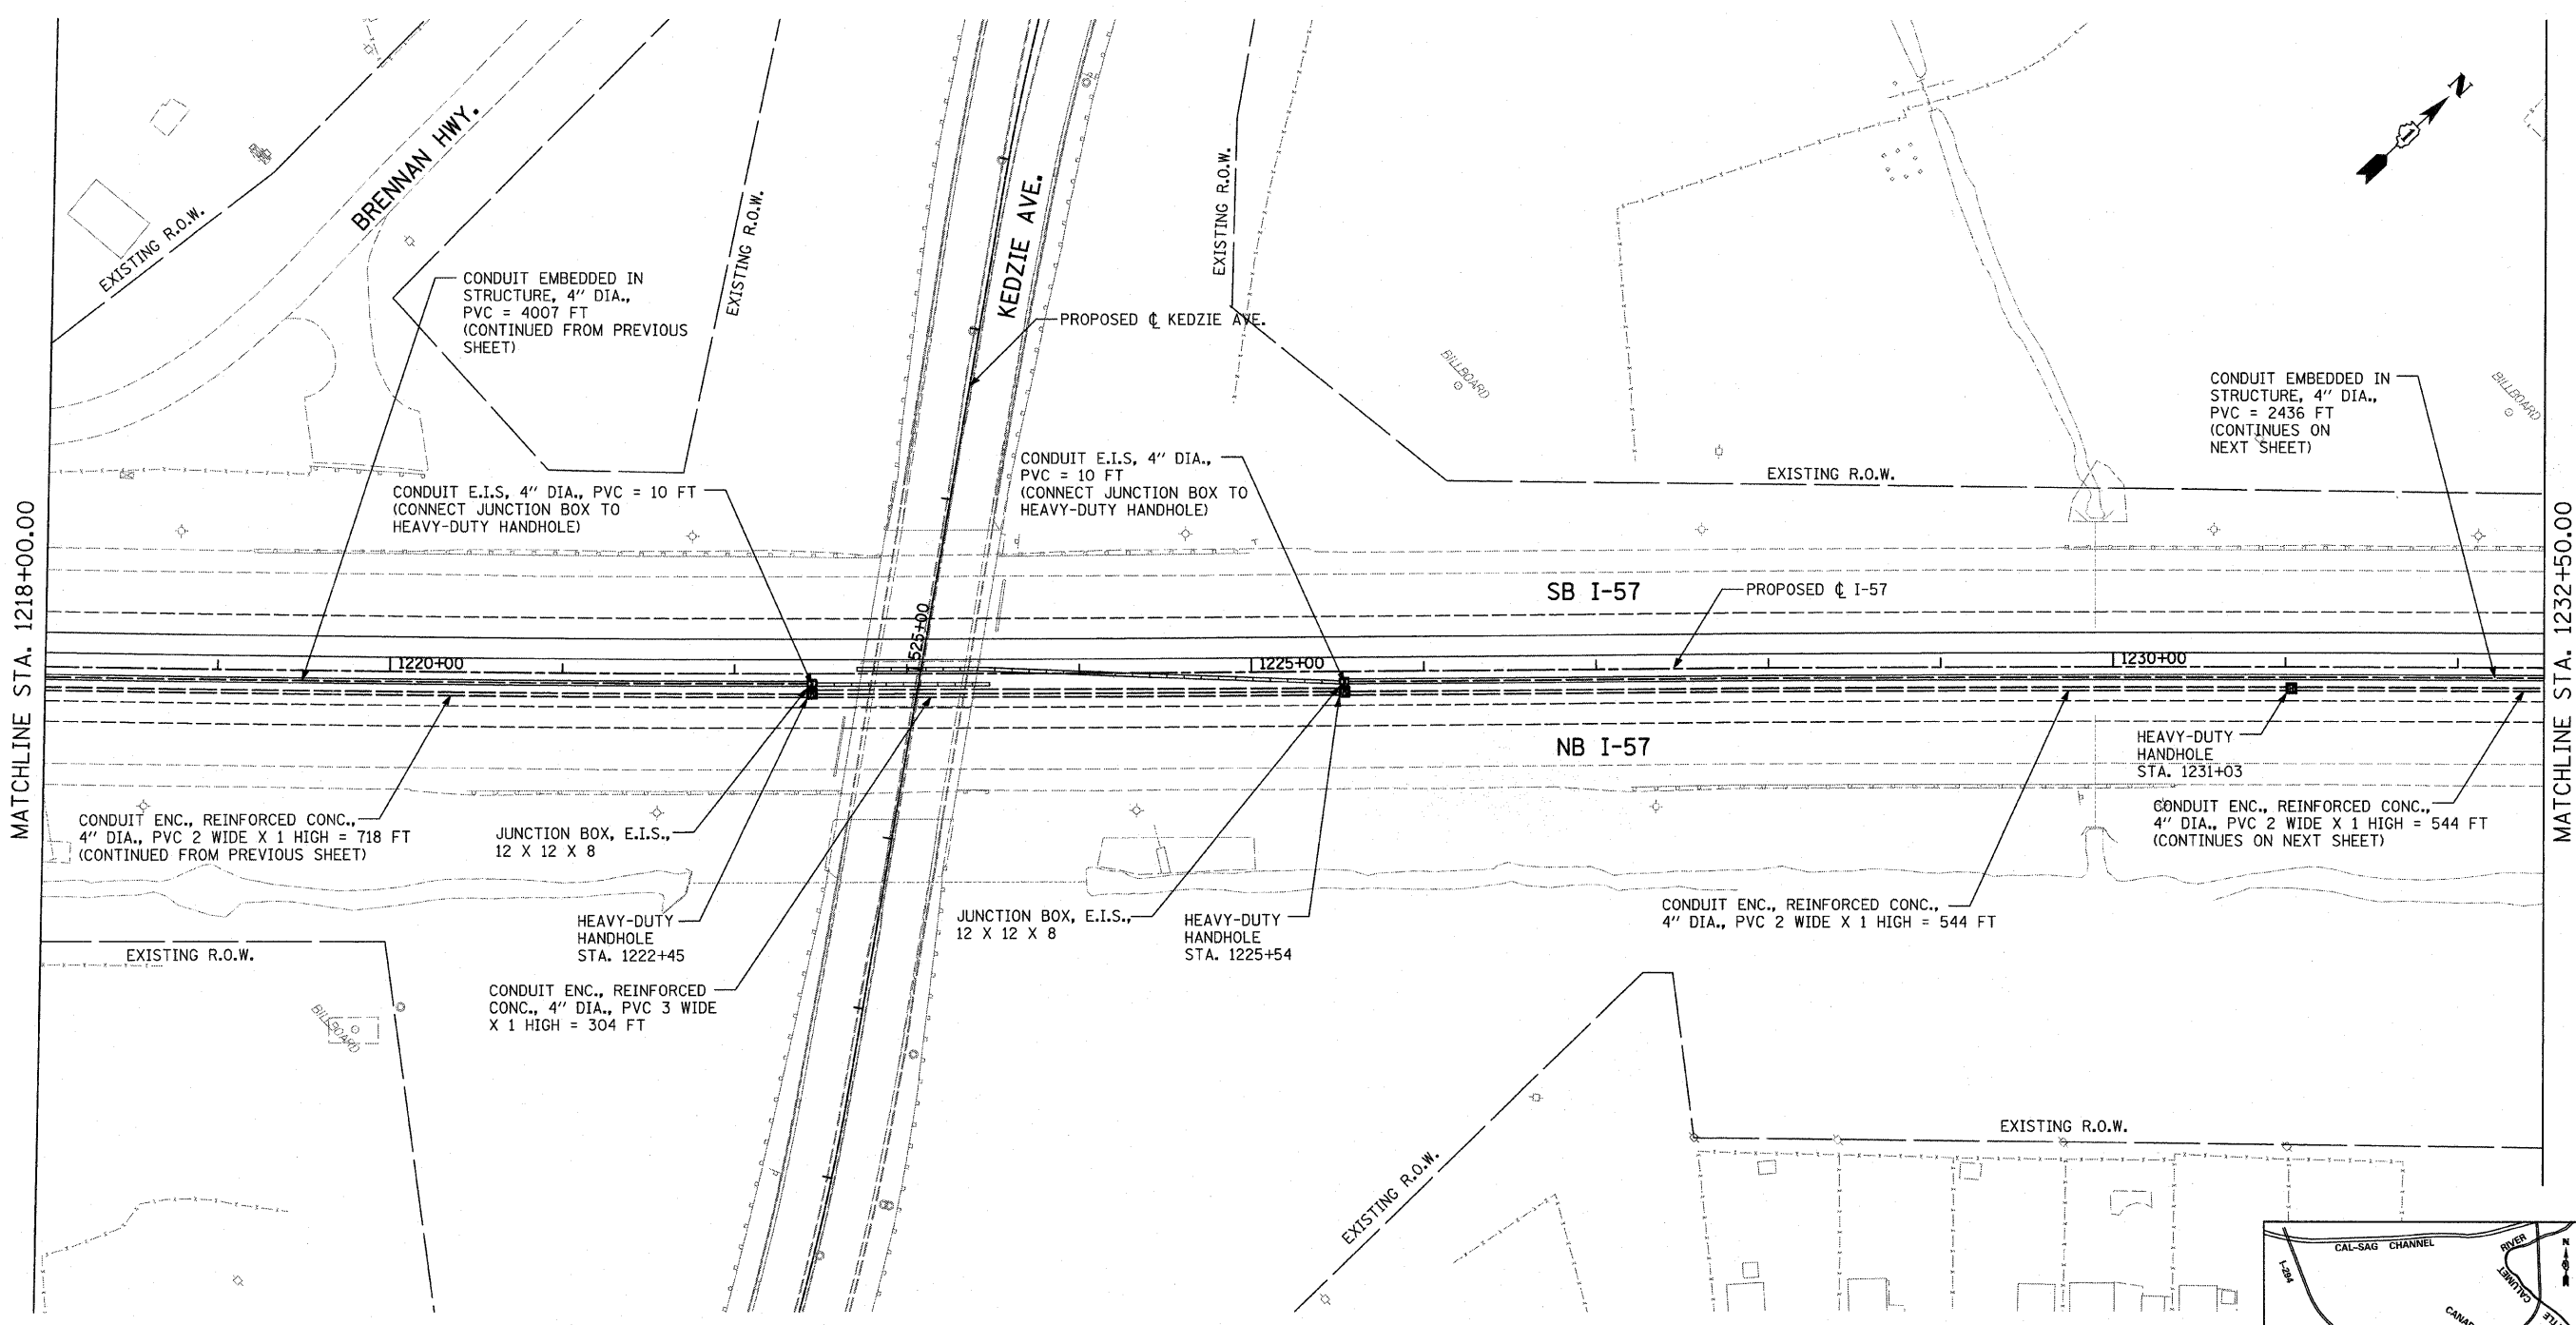 MATCHLINE STA. 1218+00.00
EXISTING R.O.W.
BRENNAN HWY.
EXISTING R.O.W.
KEDZIE AVE.
EXISTING R.O.W.
N
1
CONDUIT EMBEDDED IN
STRUCTURE, 4" DIA.,
PVC = 4007 FT
(CONTINUED FROM PREVIOUS
SHEET)
PROPOSED ℄ KEDZIE AVE.
BILLBOARD
CONDUIT EMBEDDED IN
STRUCTURE, 4" DIA.,
PVC = 2436 FT
(CONTINUES ON
NEXT SHEET)
BILLBOARD
CONDUIT E.I.S, 4" DIA., PVC = 10 FT
(CONNECT JUNCTION BOX TO
HEAVY-DUTY HANDHOLE)
CONDUIT E.I.S, 4" DIA.,
PVC = 10 FT
(CONNECT JUNCTION BOX TO
HEAVY-DUTY HANDHOLE)
EXISTING R.O.W.
MATCHLINE STA. 1232+50.00
SB I-57
PROPOSED ℄ I-57
525+00
1220+00
1225+00
1230+00
NB I-57
HEAVY-DUTY
HANDHOLE
STA. 1231+03
CONDUIT ENC., REINFORCED CONC.,
4" DIA., PVC 2 WIDE X 1 HIGH = 718 FT
(CONTINUED FROM PREVIOUS SHEET)
JUNCTION BOX, E.I.S.,
12 X 12 X 8
CONDUIT ENC., REINFORCED CONC.,
4" DIA., PVC 2 WIDE X 1 HIGH = 544 FT
(CONTINUES ON NEXT SHEET)
HEAVY-DUTY
HANDHOLE
STA. 1222+45
JUNCTION BOX, E.I.S.,
12 X 12 X 8
HEAVY-DUTY
HANDHOLE
STA. 1225+54
CONDUIT ENC., REINFORCED CONC.,
4" DIA., PVC 2 WIDE X 1 HIGH = 544 FT
EXISTING R.O.W.
CONDUIT ENC., REINFORCED
CONC., 4" DIA., PVC 3 WIDE
X 1 HIGH = 304 FT
BILLBOARD
EXISTING R.O.W.
EXISTING R.O.W.
CAL-SAG CHANNEL
RIVER
N
I-294
CALUMET